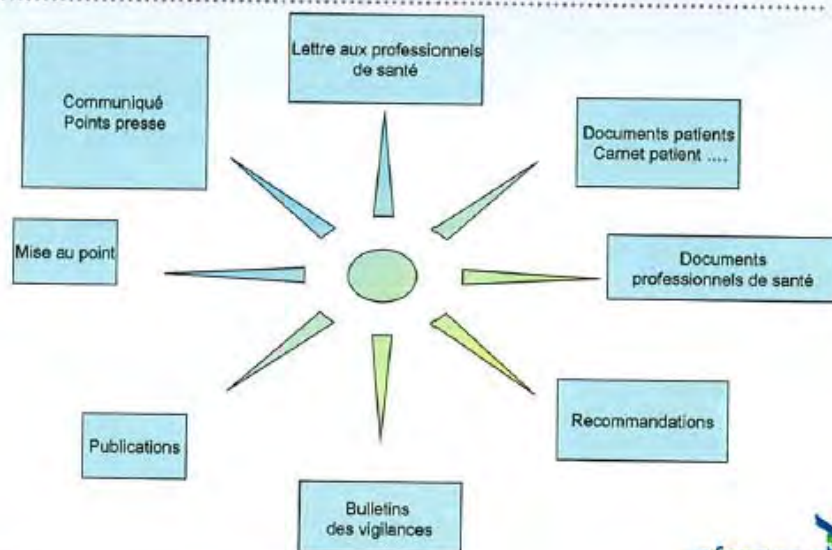 Lettre aux professionnels
de santé
Communiqué
Points presse
Documents patients
Carnet patient ....
Mise au point
Documents
professionnels de santé
Recommandations
Publications
Bulletins
des vigilances